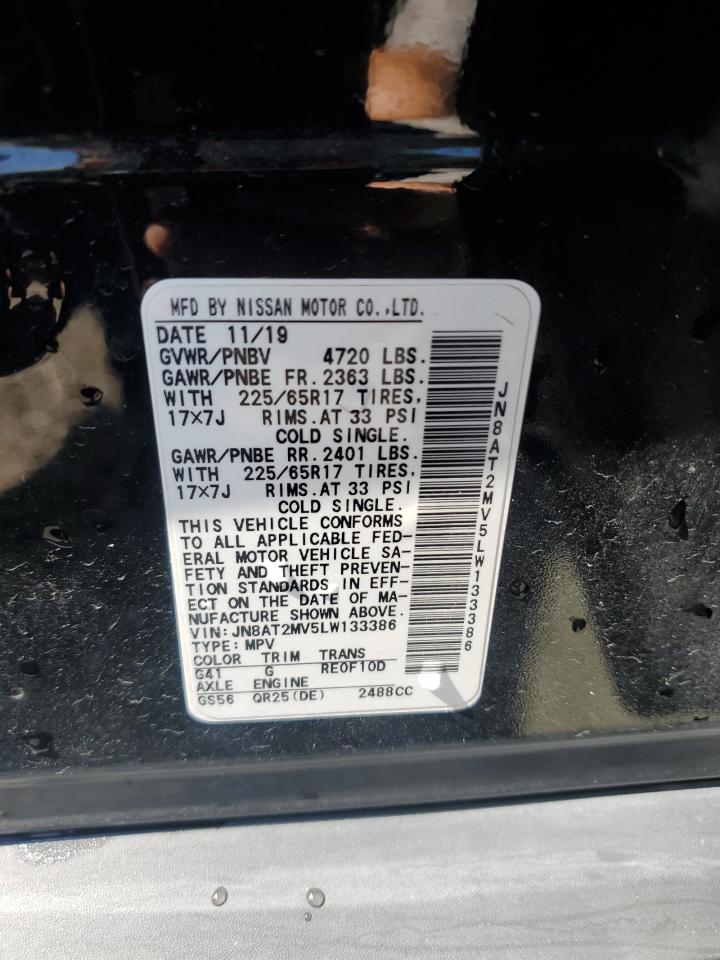 MFD BY NISSAN MOTOR CO.,LTD.
DATE 11/19
GVWR/PNBV 4720 LBS.
GAWR/PNBE FR. 2363 LBS.
WITH 225/65R17 TIRES,
17×7J RIMS.AT 33 PSI
COLD SINGLE.
GAWR/PNBE RR. 2401 LBS.
WITH 225/65R17 TIRES,
17×7J RIMS.AT 33 PSI
COLD SINGLE.
THIS VEHICLE CONFORMS
TO ALL APPLICABLE FED-
ERAL MOTOR VEHICLE SA-
FETY AND THEFT PREVEN-
TION STANDARDS IN EFF-
ECT ON THE DATE OF MA-
NUFACTURE SHOWN ABOVE.
VIN: JN8AT2MV5LW133386
TYPE: MPV
COLOR TRIM TRANS
G41 G RE0F10D
AXLE ENGINE
GS56 QR25(DE) 2488CC
JN8AT2MV5LW133386